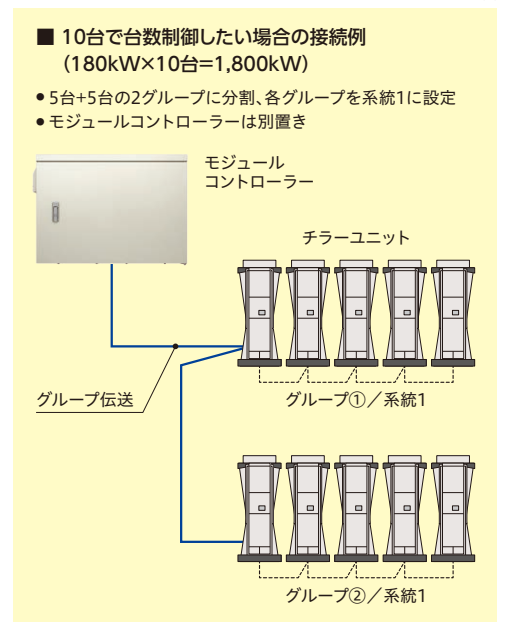 ■ 10台で台数制御したい場合の接続例
(180kW×10台=1,800kW)
● 5台+5台の2グループに分割、各グループを系統1に設定
● モジュールコントローラーは別置き
モジュール
コントローラー
チラーユニット
グループ伝送
グループ①／系統1
グループ②／系統1